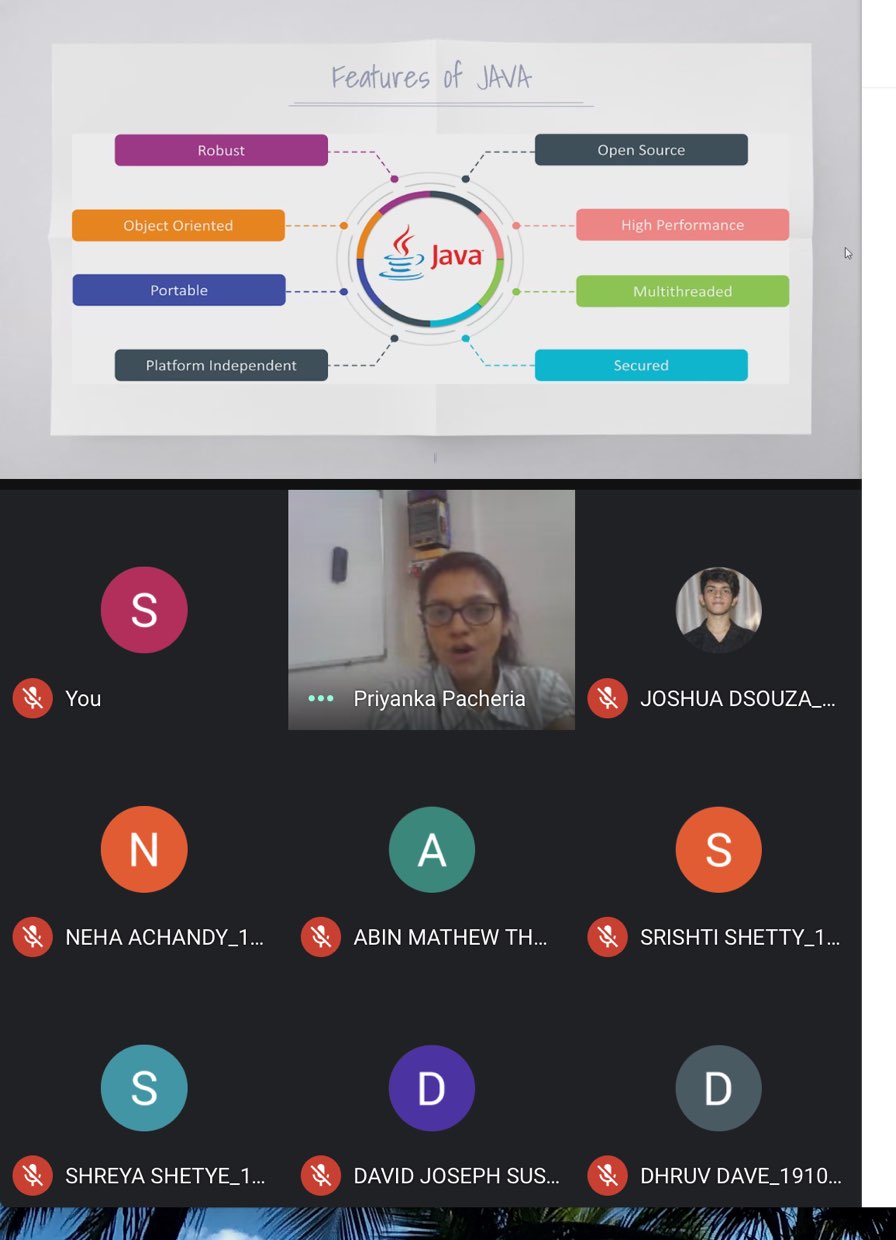 Features of JAVA
Robust
Open Source
Object Oriented
High Performance
Java
Portable
Multithreaded
Platform Independent
Secured
S
You
Priyanka Pacheria
JOSHUA DSOUZA_...
N
NEHA ACHANDY_1...
A
ABIN MATHEW TH...
S
SRISHTI SHETTY_1...
S
SHREYA SHETYE_1...
D
DAVID JOSEPH SUS...
D
DHRUV DAVE_1910...